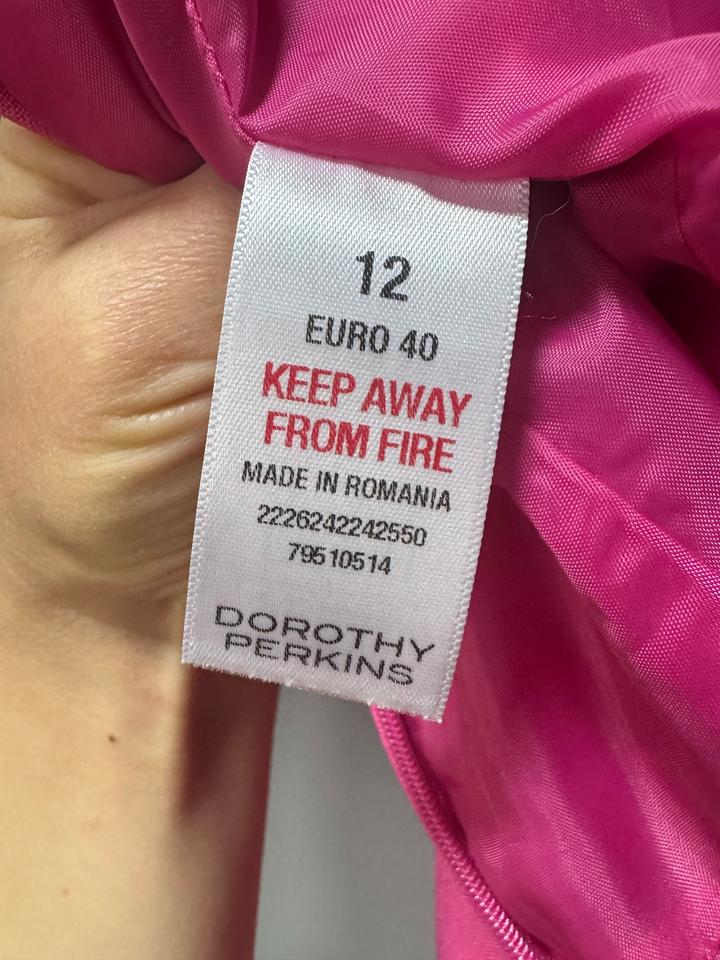 12
EURO 40
KEEP AWAY
FROM FIRE
MADE IN ROMANIA
2226242242550
79510514
DOROTHY
PERKINS